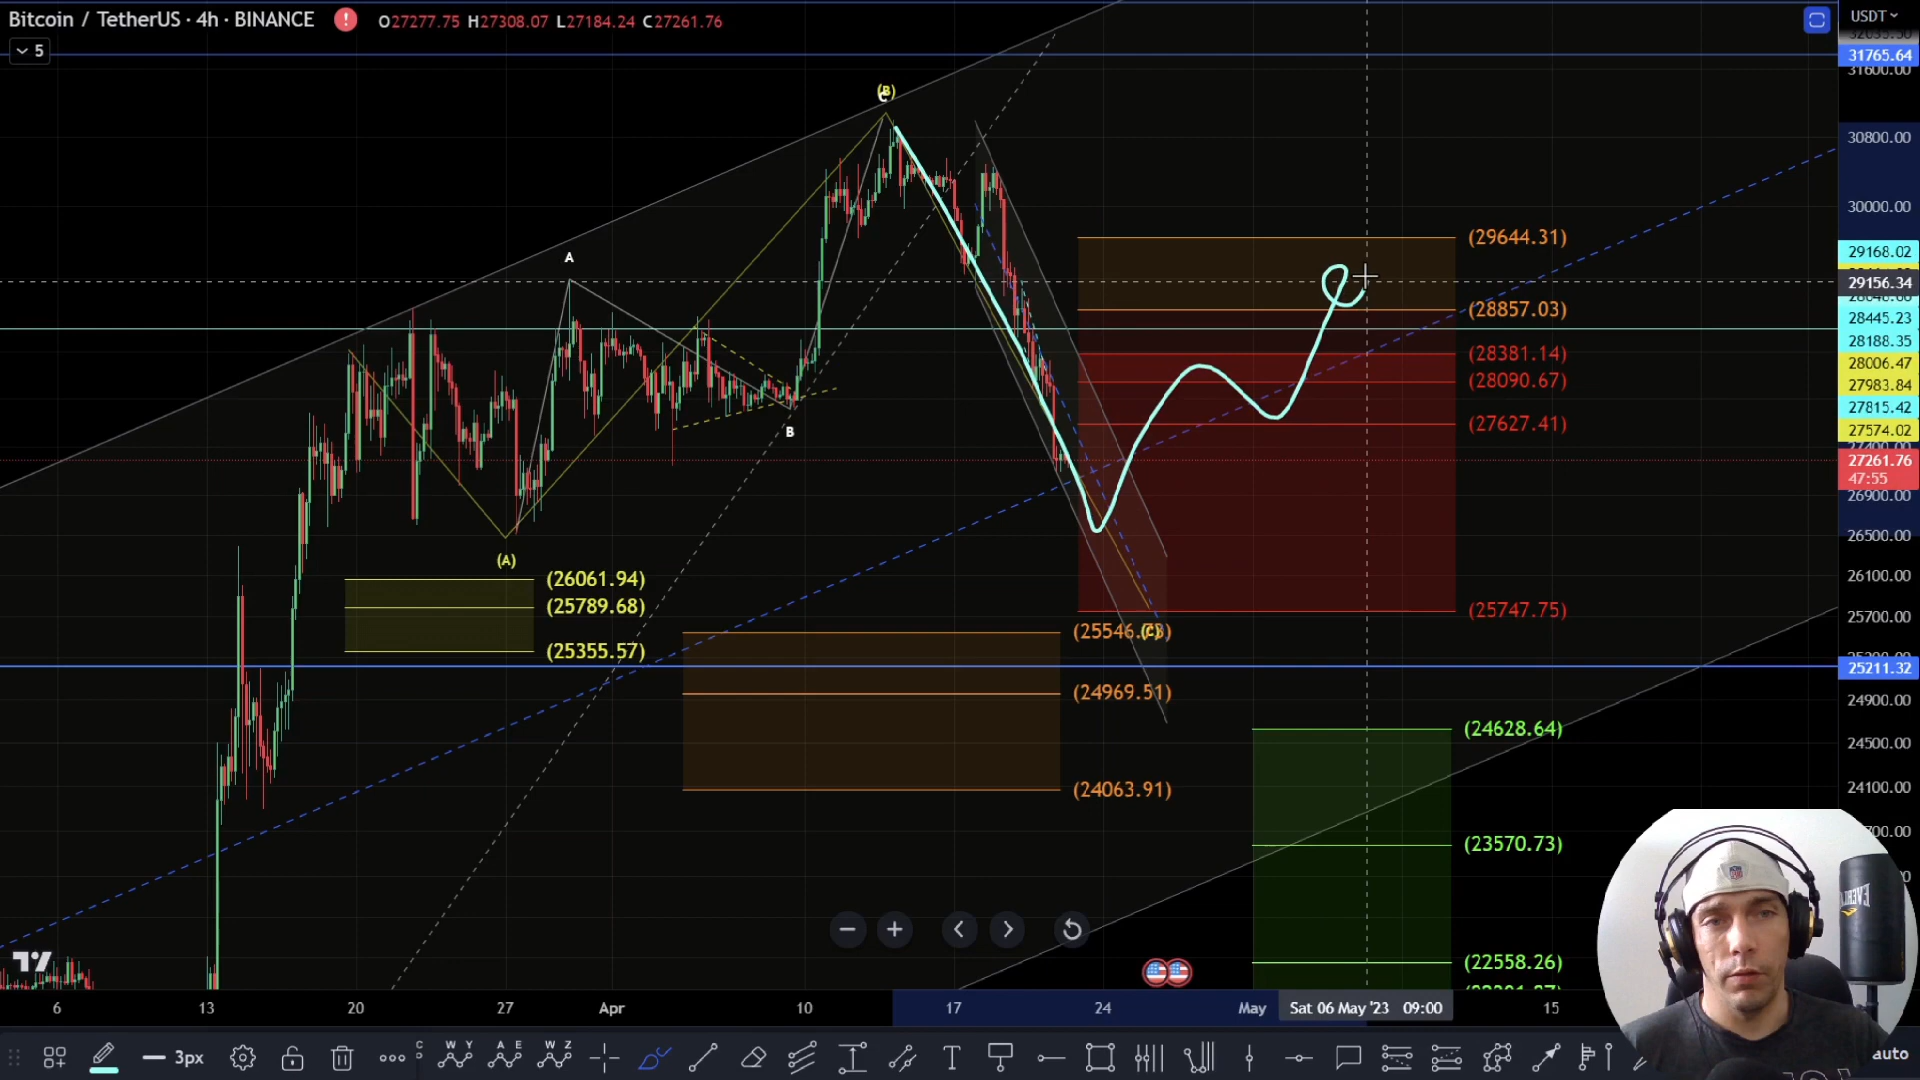 Bitcoin / TetherUS · 4h · BINANCE
! O27277.75 H27308.07 L27184.24 C27261.76
5
USDT
31765.64
31600.00
30800.00
30000.00
29168.02
29156.34
28445.23
28188.35
28006.47
27983.84
27815.42
27574.02
27261.76
47:55
26900.00
26500.00
26100.00
25700.00
25211.32
24900.00
24500.00
24100.00
A
B
(B)
(A)
(29644.31)
(28857.03)
(28381.14)
(28090.67)
(27627.41)
(25747.75)
(26061.94)
(25789.68)
(25355.57)
(24969.51)
(24063.91)
(24628.64)
(23570.73)
(22558.26)
6 13 20 27 Apr 10 17 24 May Sat 06 May '23 09:00 15
3px
W Y
A E
W Z
T
auto
EVERL